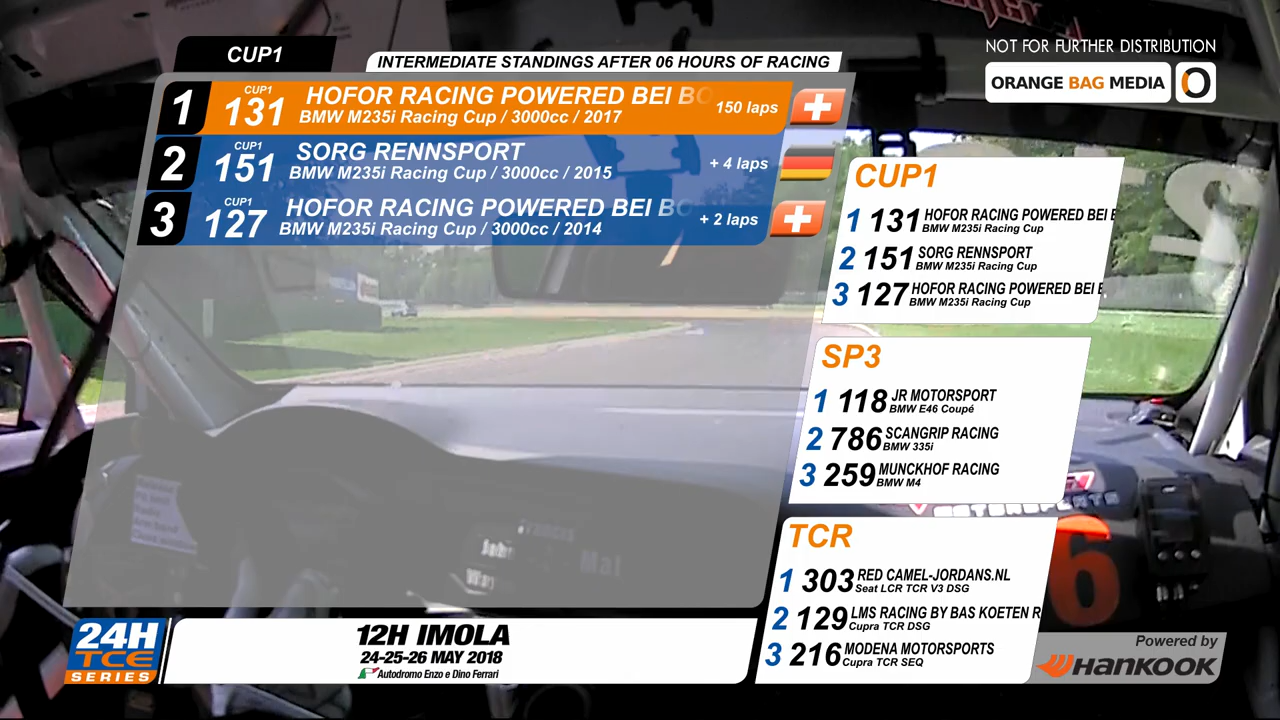 CUP1
INTERMEDIATE STANDINGS AFTER 06 HOURS OF RACING
NOT FOR FURTHER DISTRIBUTION
ORANGE BAG MEDIA
1 CUP1 131 HOFOR RACING POWERED BEI BO 150 laps
BMW M235i Racing Cup / 3000cc / 2017
2 CUP1 151 SORG RENNSPORT + 4 laps
BMW M235i Racing Cup / 3000cc / 2015
3 CUP1 127 HOFOR RACING POWERED BEI BO + 2 laps
BMW M235i Racing Cup / 3000cc / 2014
CUP1
1 131 HOFOR RACING POWERED BEI B
BMW M235i Racing Cup
2 151 SORG RENNSPORT
BMW M235i Racing Cup
3 127 HOFOR RACING POWERED BEI B
BMW M235i Racing Cup
SP3
1 118 JR MOTORSPORT
BMW E46 Coupé
2 786 SCANGRIP RACING
BMW 335i
3 259 MUNCKHOF RACING
BMW M4
MOTORSPORTS
6
TCR
1 303 RED CAMEL-JORDANS.NL
Seat LCR TCR V3 DSG
2 129 LMS RACING BY BAS KOETEN R
Cupra TCR DSG
3 216 MODENA MOTORSPORTS
Cupra TCR SEQ
24H
TCE
SERIES
12H IMOLA
24-25-26 MAY 2018
Autodromo Enzo e Dino Ferrari
Powered by
HANKOOK